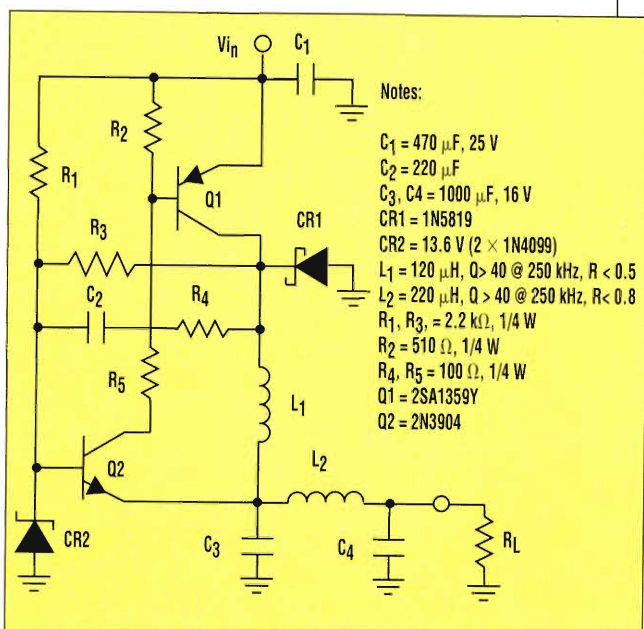 Vin
C1
R2
R1
Q1
R3
CR1
C2
R4
R5
L1
Q2
L2
CR2
C3
C4
RL
Notes:
C1 = 470 µF, 25 V
C2 = 220 µF
C3, C4 = 1000 µF, 16 V
CR1 = 1N5819
CR2 = 13.6 V (2 × 1N4099)
L1 = 120 µH, Q> 40 @ 250 kHz, R < 0.5
L2 = 220 µH, Q > 40 @ 250 kHz, R < 0.8
R1, R3, = 2.2 kΩ, 1/4 W
R2 = 510 Ω, 1/4 W
R4, R5 = 100 Ω, 1/4 W
Q1 = 2SA1359Y
Q2 = 2N3904